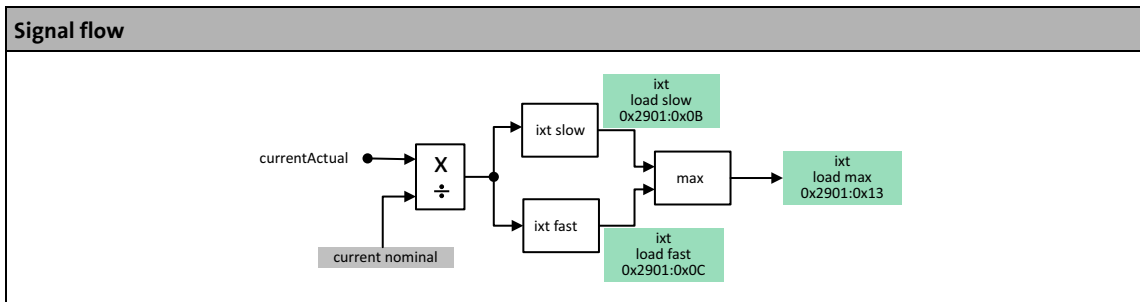 Signal flow
ixt
load slow
0x2901:0x0B
ixt slow
currentActual
X
÷
max
ixt
load max
0x2901:0x13
ixt fast
current nominal
ixt
load fast
0x2901:0x0C